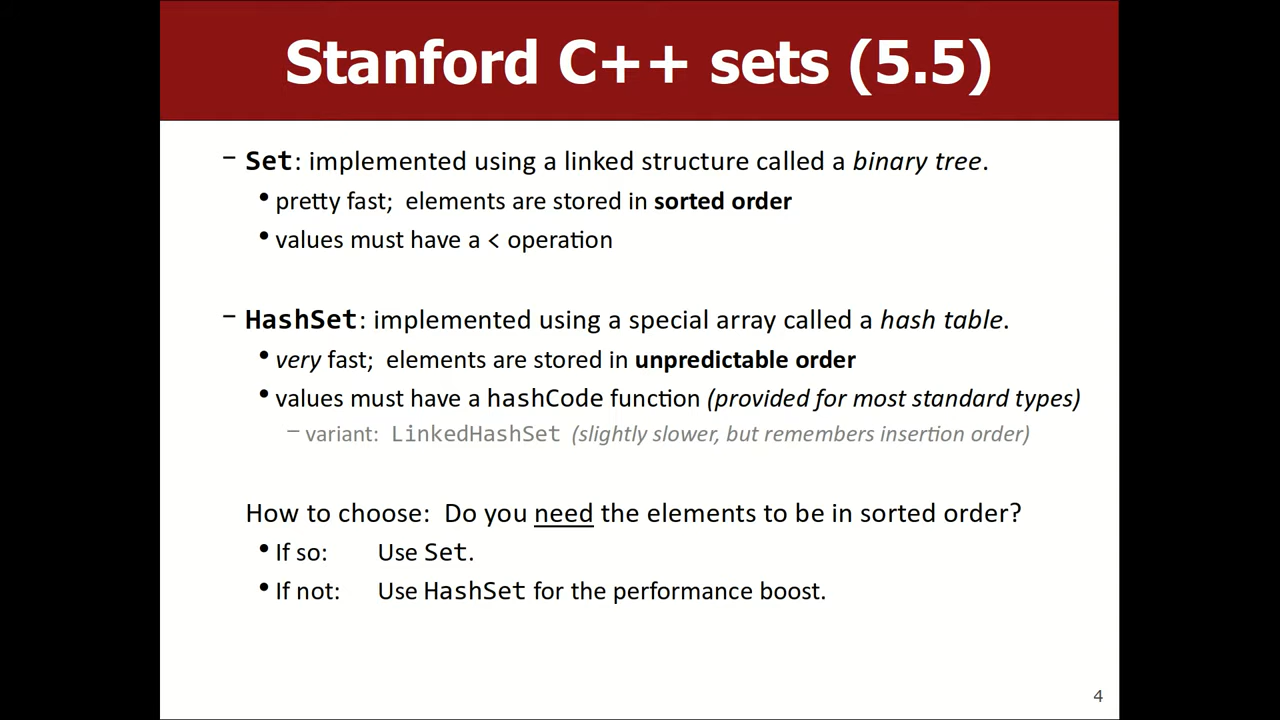 Stanford C++ sets (5.5)
– Set: implemented using a linked structure called a binary tree.
• pretty fast;  elements are stored in sorted order
• values must have a < operation
– HashSet: implemented using a special array called a hash table.
• very fast;  elements are stored in unpredictable order
• values must have a hashCode function (provided for most standard types)
– variant:  LinkedHashSet (slightly slower, but remembers insertion order)
How to choose:  Do you need the elements to be in sorted order?
• If so: Use Set.
• If not: Use HashSet for the performance boost.
4